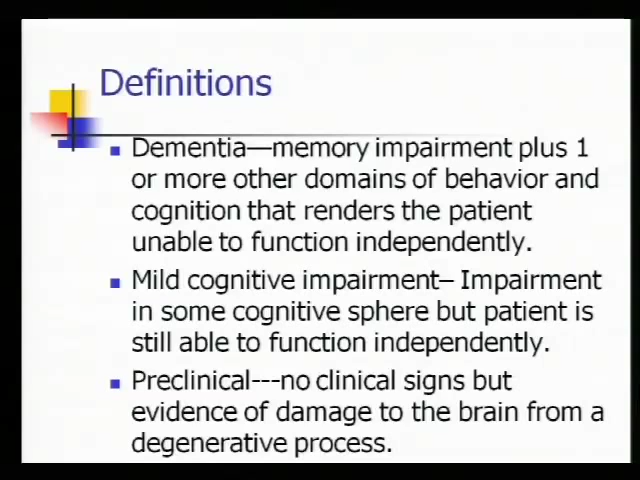 Definitions
Dementia—memory impairment plus 1
or more other domains of behavior and
cognition that renders the patient
unable to function independently.
Mild cognitive impairment– Impairment
in some cognitive sphere but patient is
still able to function independently.
Preclinical---no clinical signs but
evidence of damage to the brain from a
degenerative process.